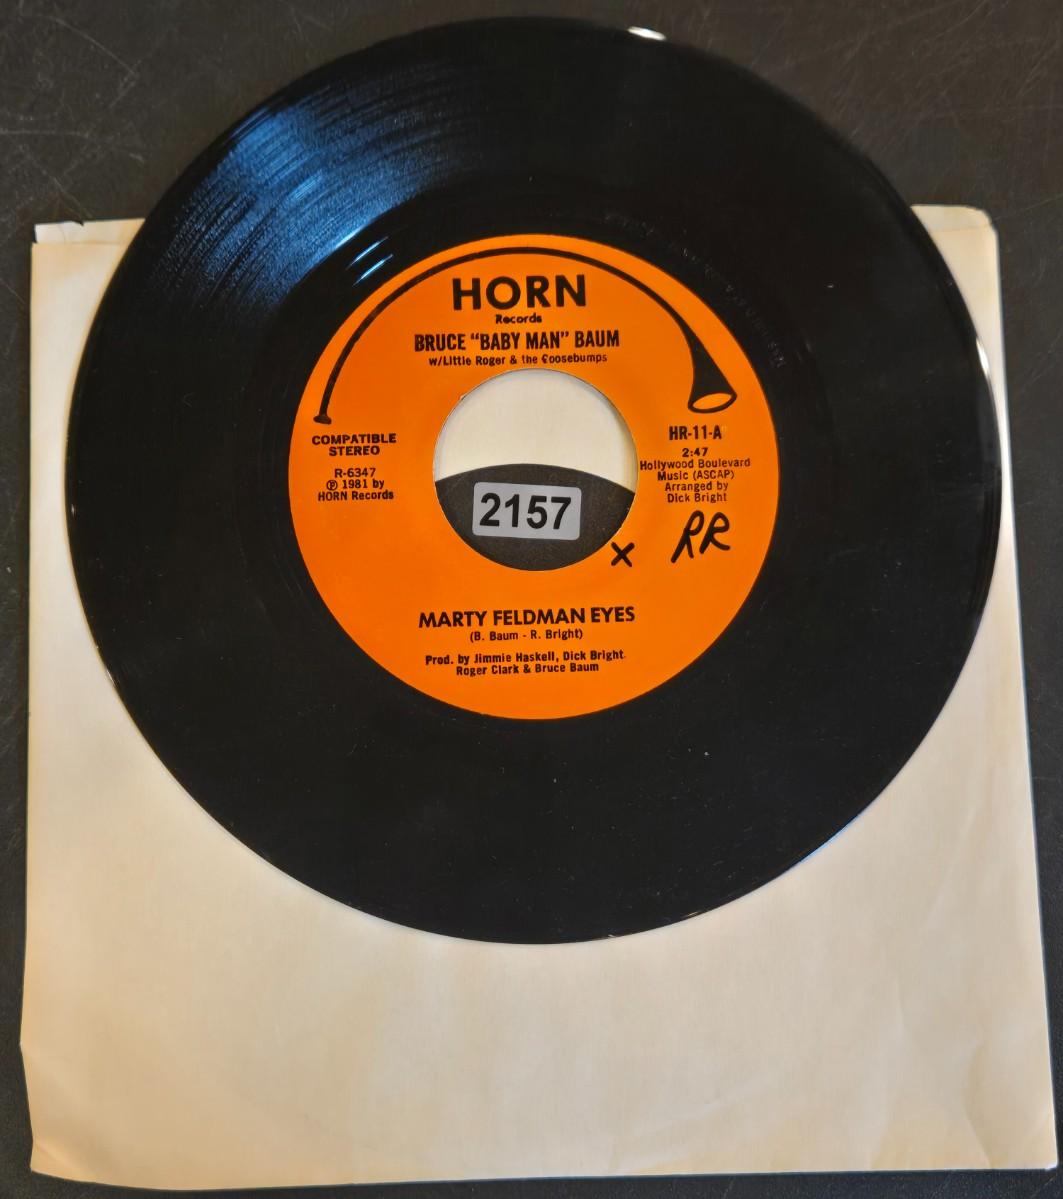 HORN
Records
BRUCE "BABY MAN" BAUM
w/Little Roger & the Goosebumps
COMPATIBLE
STEREO
R-6347
℗ 1981 by
HORN Records
HR-11-A
2:47
Hollywood Boulevard
Music (ASCAP)
Arranged by
Dick Bright
2157
X
RR
MARTY FELDMAN EYES
(B. Baum - R. Bright)
Prod. by Jimmie Haskell, Dick Bright
Roger Clark & Bruce Baum